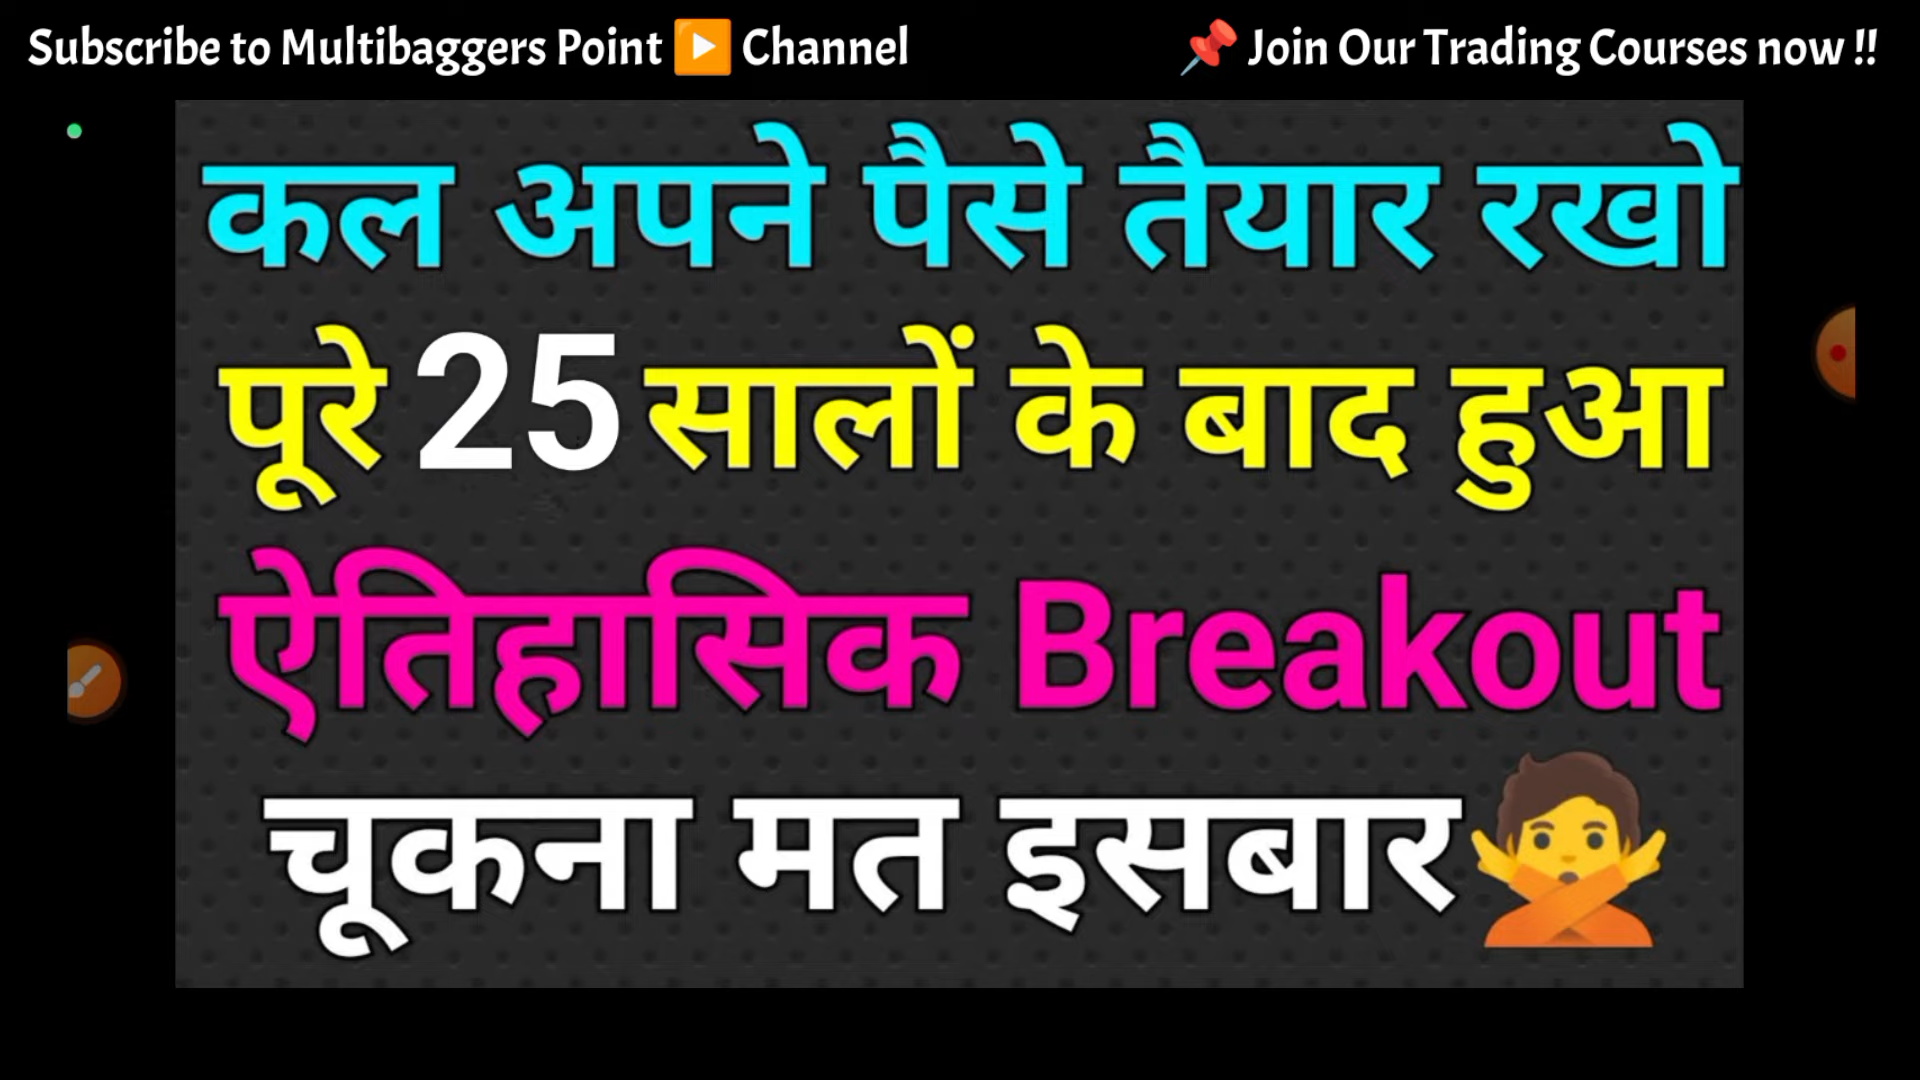 Subscribe to Multibaggers Point ▶️ Channel
📌 Join Our Trading Courses now !!
कल अपने पैसे तैयार रखो
पूरे 25 सालों के बाद हुआ
ऐतिहासिक Breakout
चूकना मत इसबार🙅